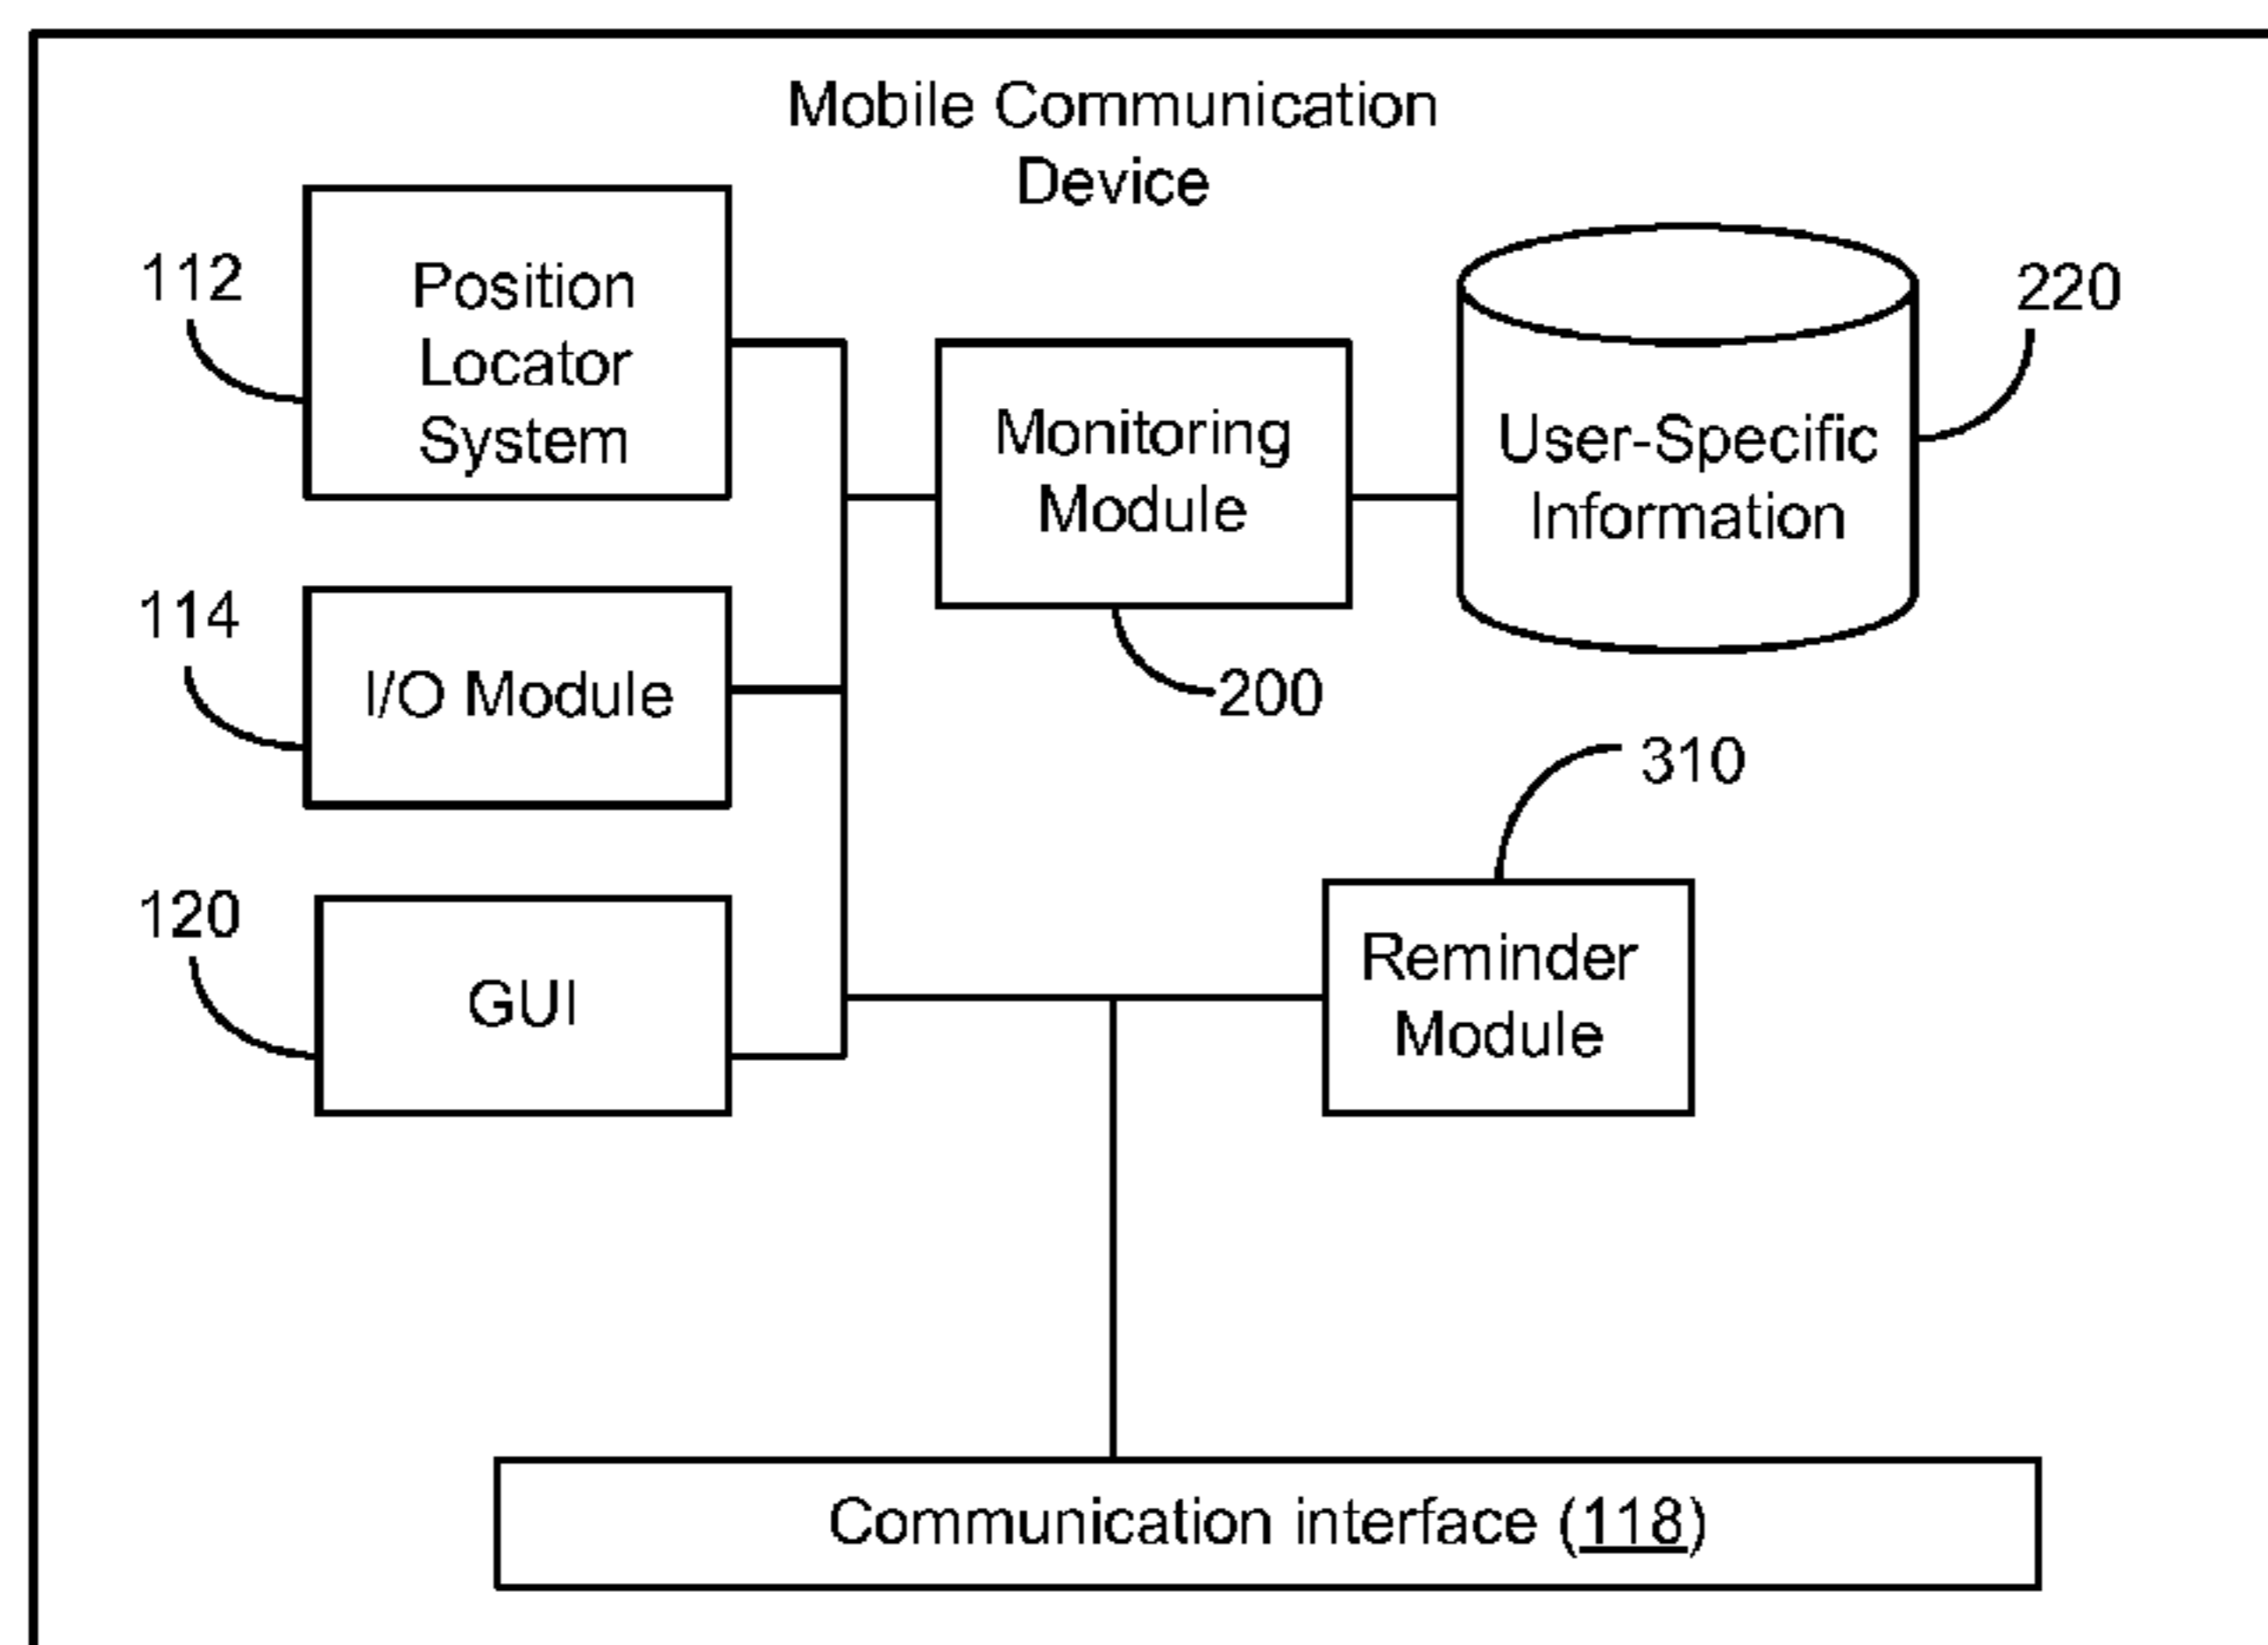 Mobile Communication
Device
112
Position
Locator
System
Monitoring
Module
200
User-Specific
Information
220
114
I/O Module
310
120
GUI
Reminder
Module
Communication interface (118)